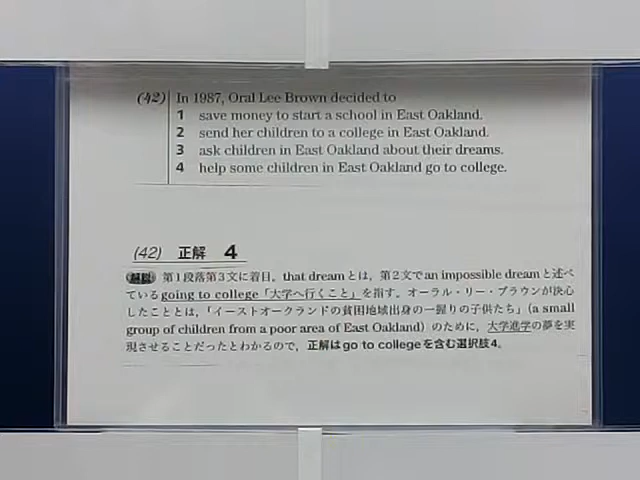 (42) In 1987, Oral Lee Brown decided to
1 save money to start a school in East Oakland.
2 send her children to a college in East Oakland.
3 ask children in East Oakland about their dreams.
4 help some children in East Oakland go to college.
(42) 正解 4
解説 第1段落第3文に着目。that dreamとは，第2文でan impossible dreamと述べ
ているgoing to college「大学へ行くこと」を指す。オーラル・リー・ブラウンが決心
したこととは，「イーストオークランドの貧困地域出身の一握りの子供たち」(a small
group of children from a poor area of East Oakland) のために，大学進学の夢を実
現させることだったとわかるので，正解はgo to collegeを含む選択肢4。